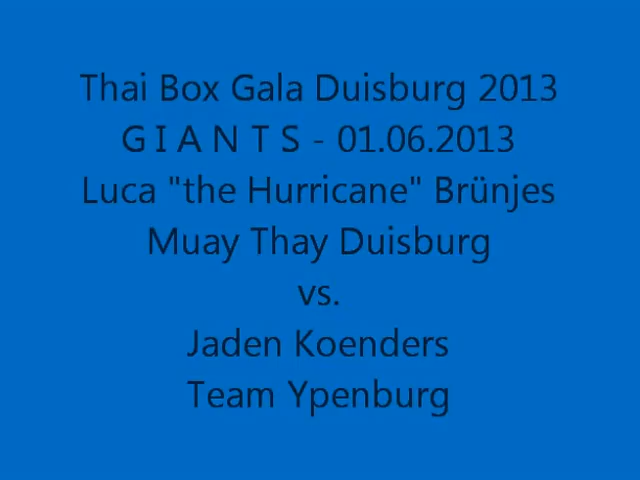 Thai Box Gala Duisburg 2013
G I A N T S - 01.06.2013
Luca "the Hurricane" Brünjes
Muay Thay Duisburg
vs.
Jaden Koenders
Team Ypenburg